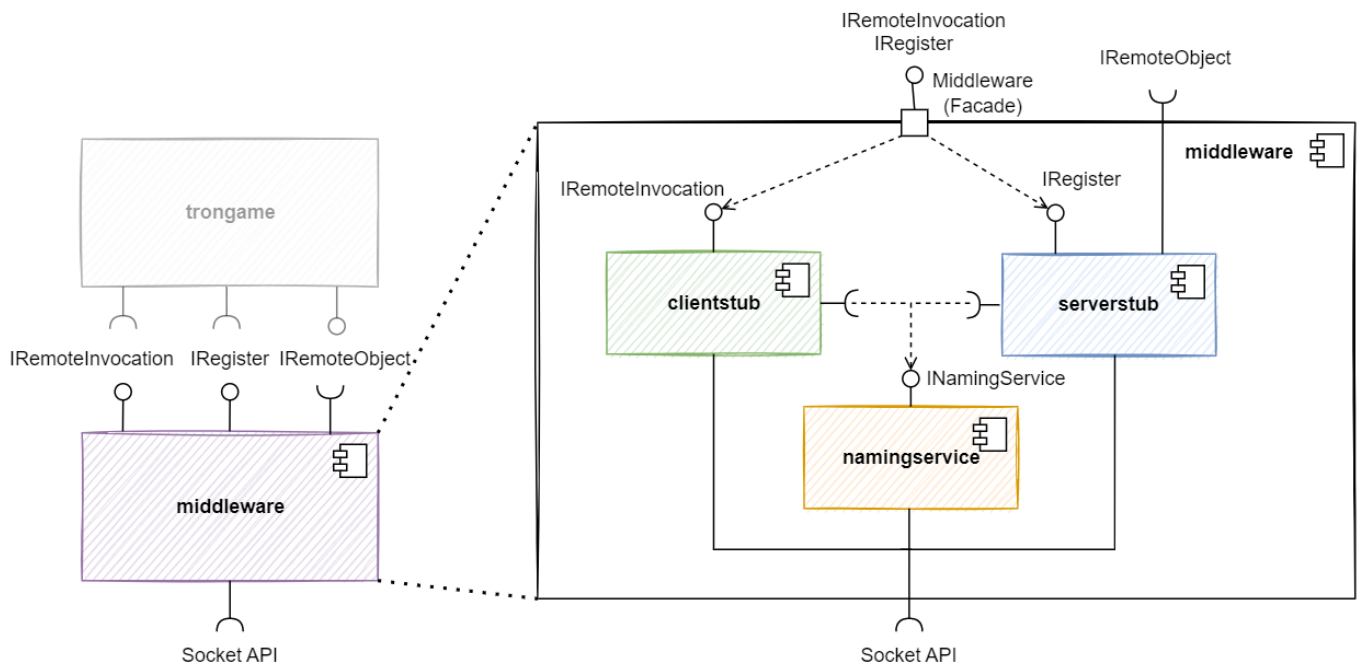 IRemoteInvocation
IRegister
Middleware
(Facade)
IRemoteObject
trongame
middleware
IRemoteInvocation
IRegister
clientstub
serverstub
IRemoteInvocation
IRegister
IRemoteObject
INamingService
namingservice
middleware
Socket API
Socket API